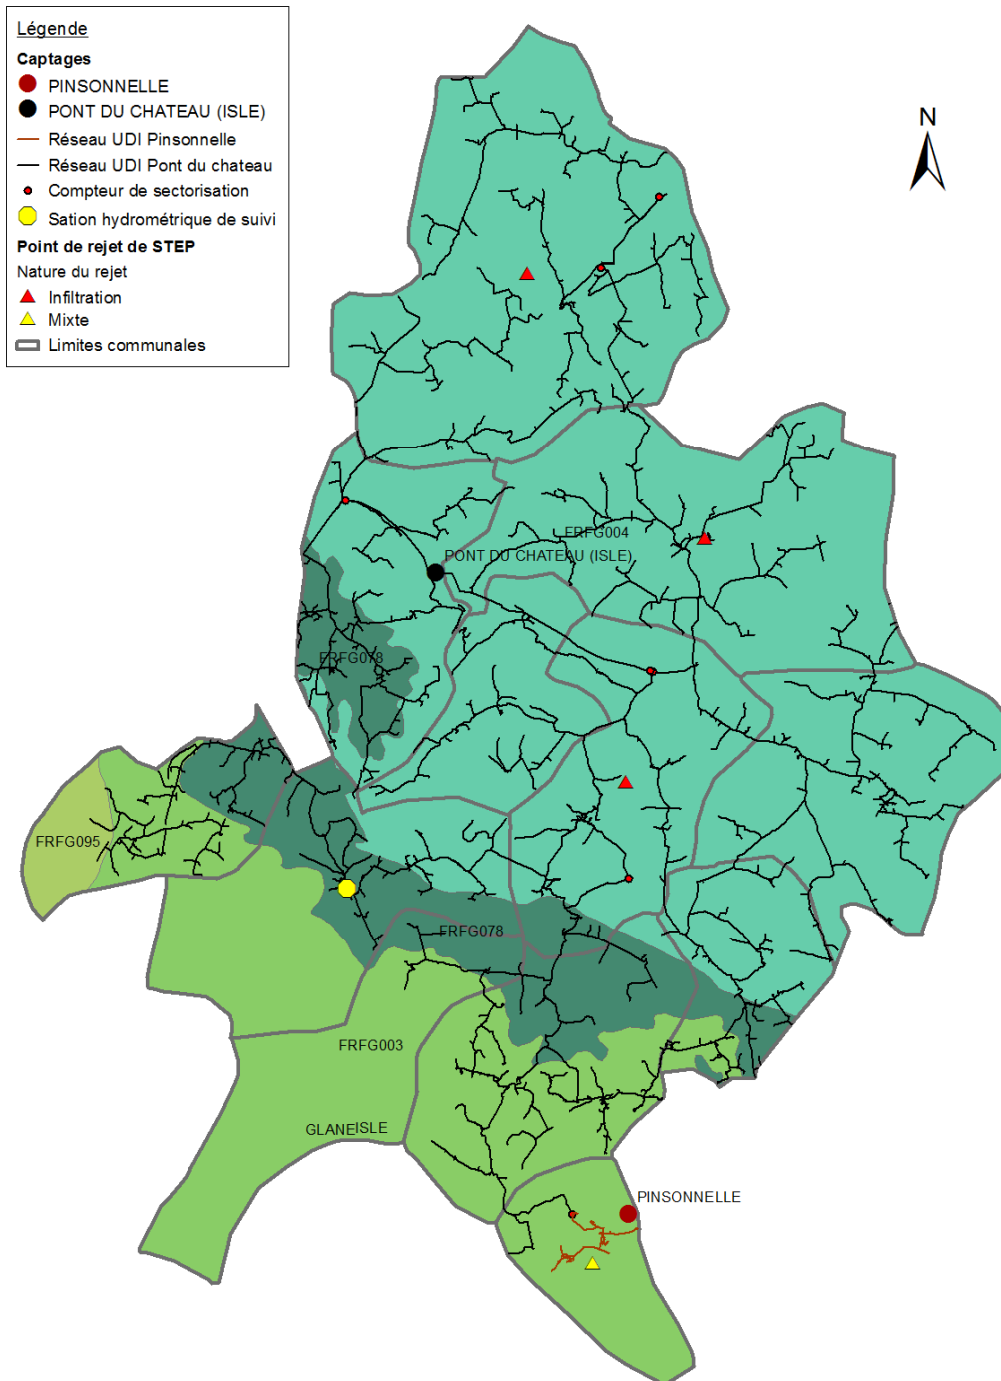 Légende
Captages
PINSONNELLE
PONT DU CHATEAU (ISLE)
Réseau UDI Pinsonnelle
Réseau UDI Pont du chateau
Compteur de sectorisation
Sation hydrométrique de suivi
Point de rejet de STEP
Nature du rejet
Infiltration
Mixte
Limites communales
N
FRFG004
PONT DU CHATEAU (ISLE)
FRFG078
FRFG095
FRFG078
FRFG003
GLANE ISLE
PINSONNELLE